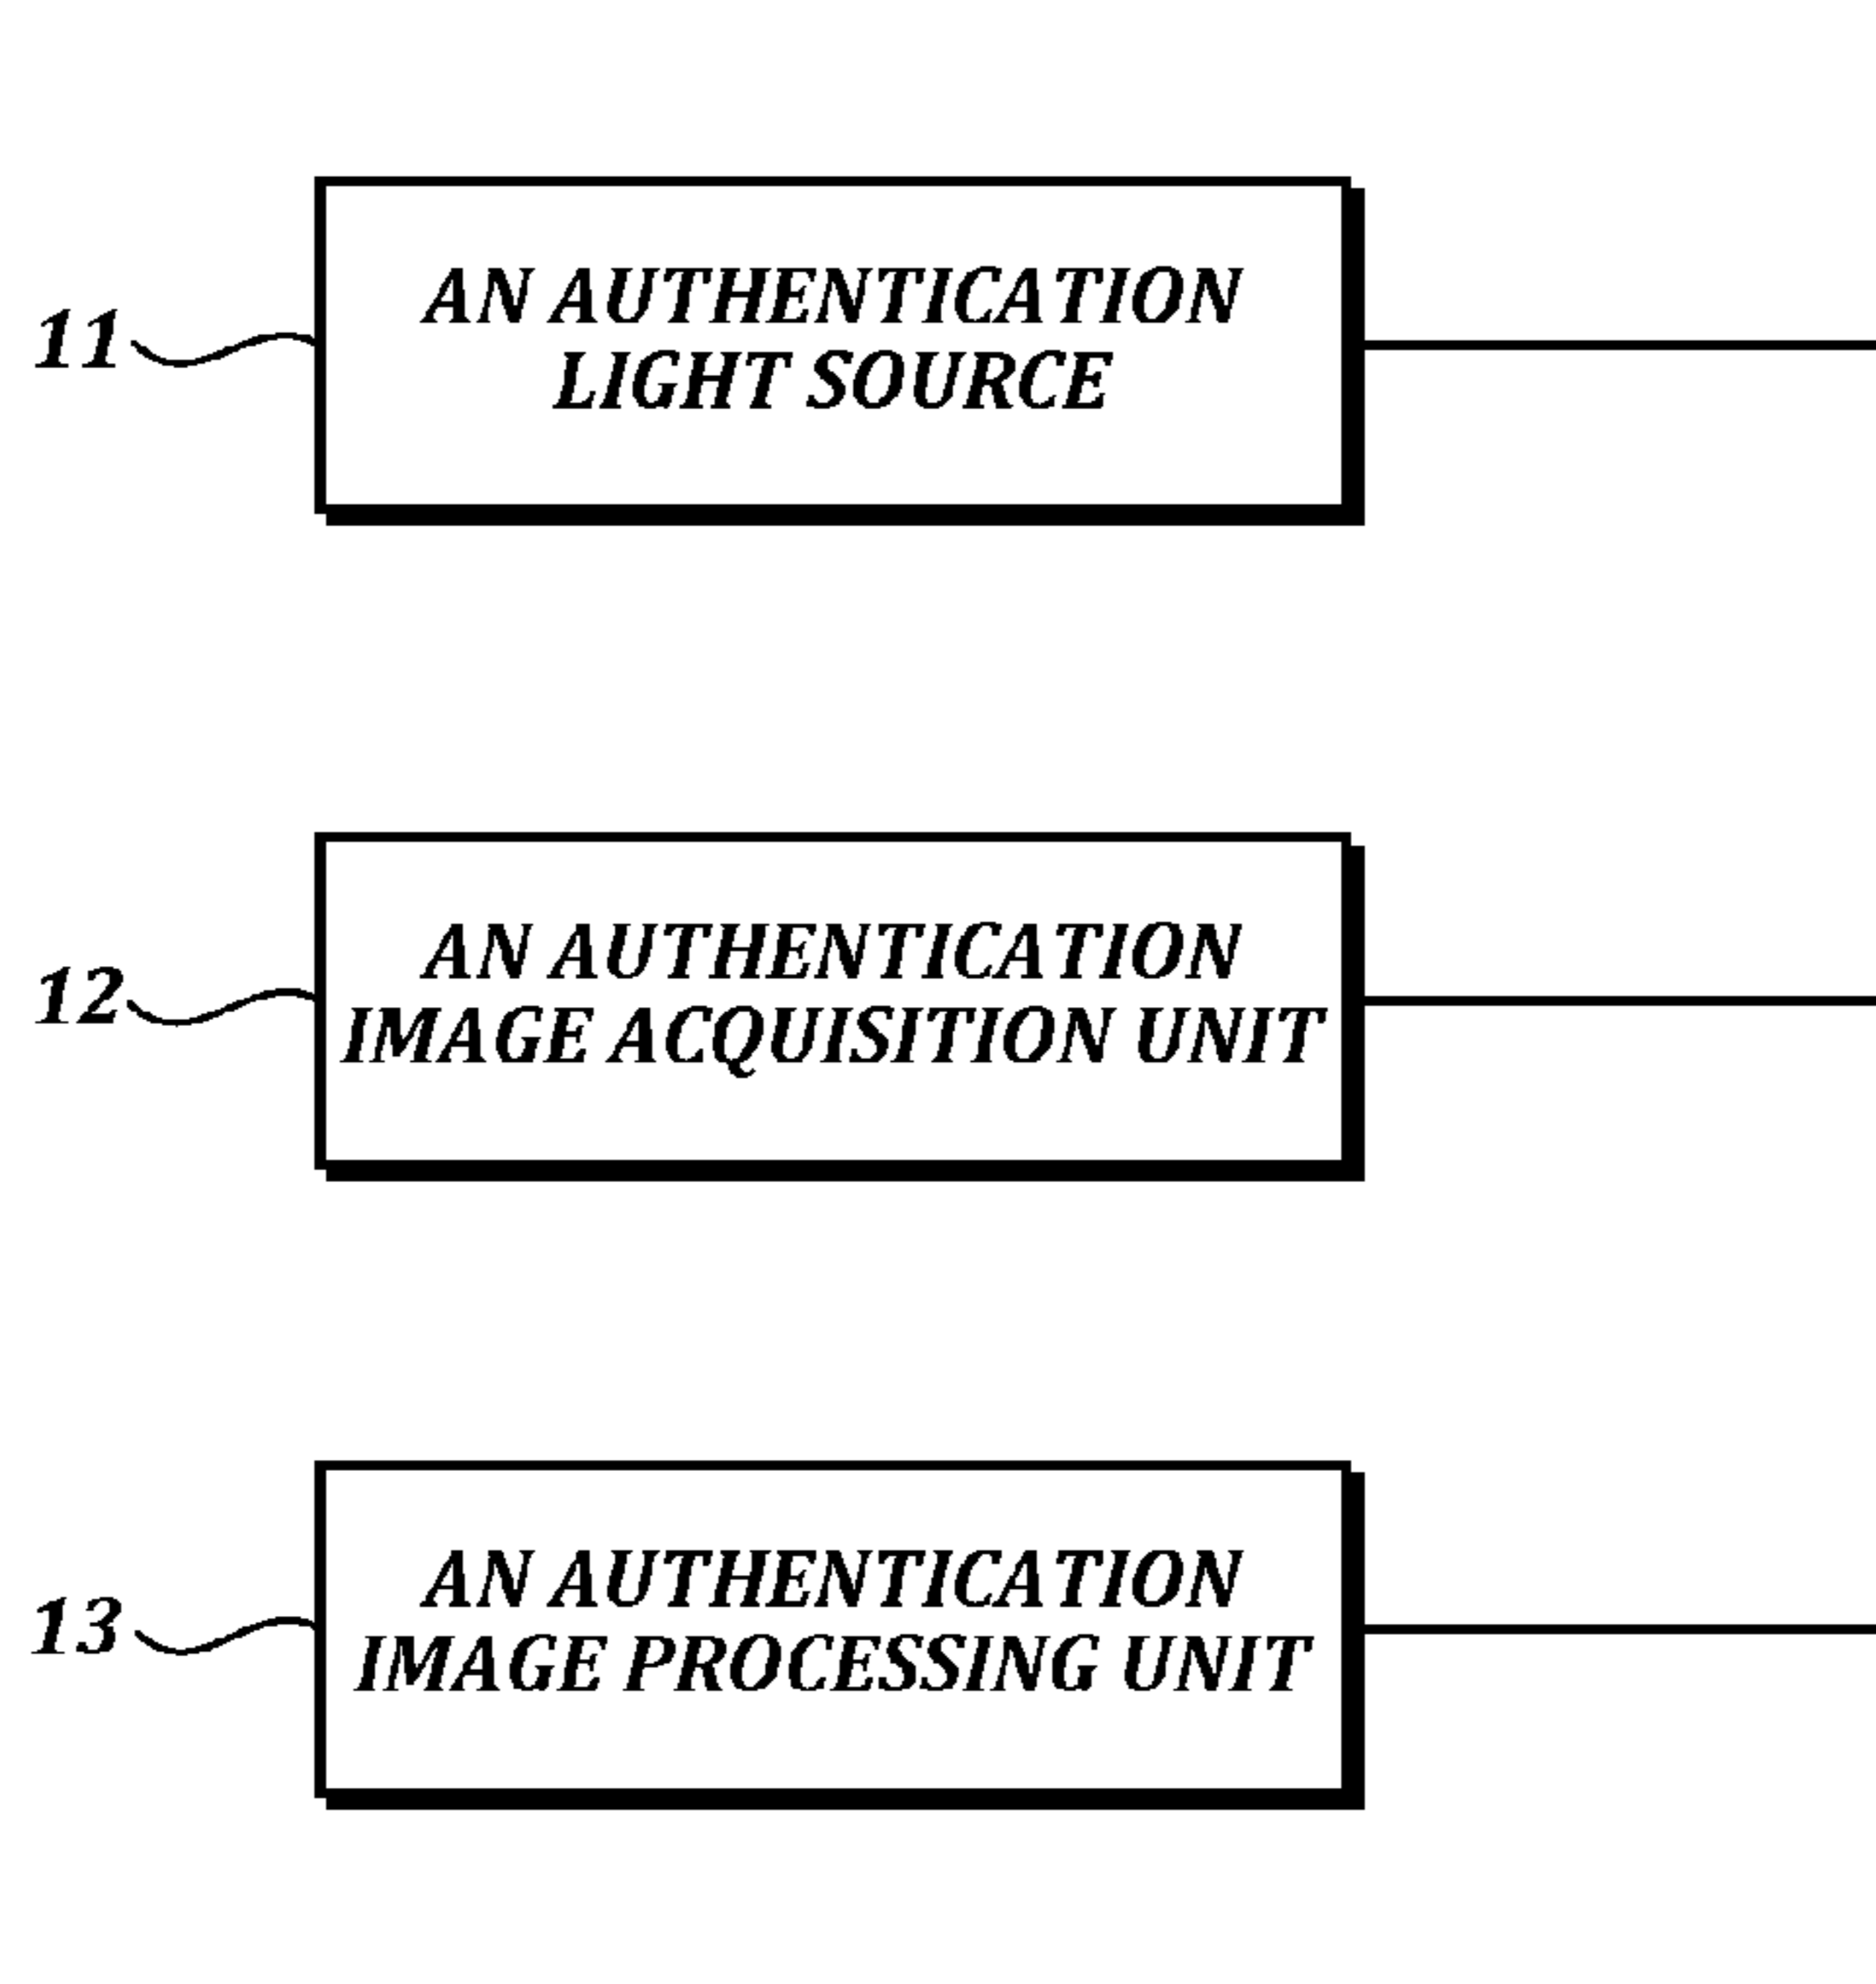 AN AUTHENTICATION
11
LIGHT SOURCE
AN AUTHENTICATION
12
IMAGE ACQUISITION UNIT
AN AUTHENTICATION
13
IMAGE PROCESSING UNIT